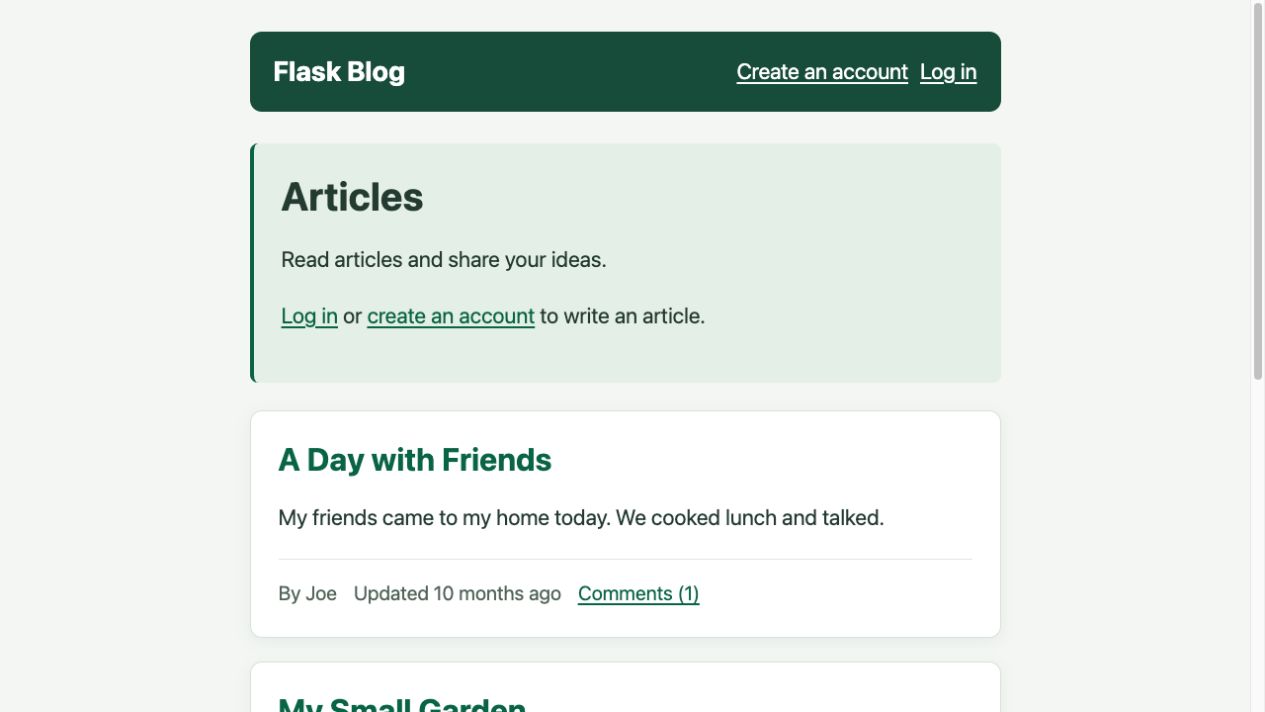 Flask Blog
Create an account Log in
Articles
Read articles and share your ideas.
Log in or create an account to write an article.
A Day with Friends
My friends came to my home today. We cooked lunch and talked.
By Joe Updated 10 months ago Comments (1)
My Small Garden